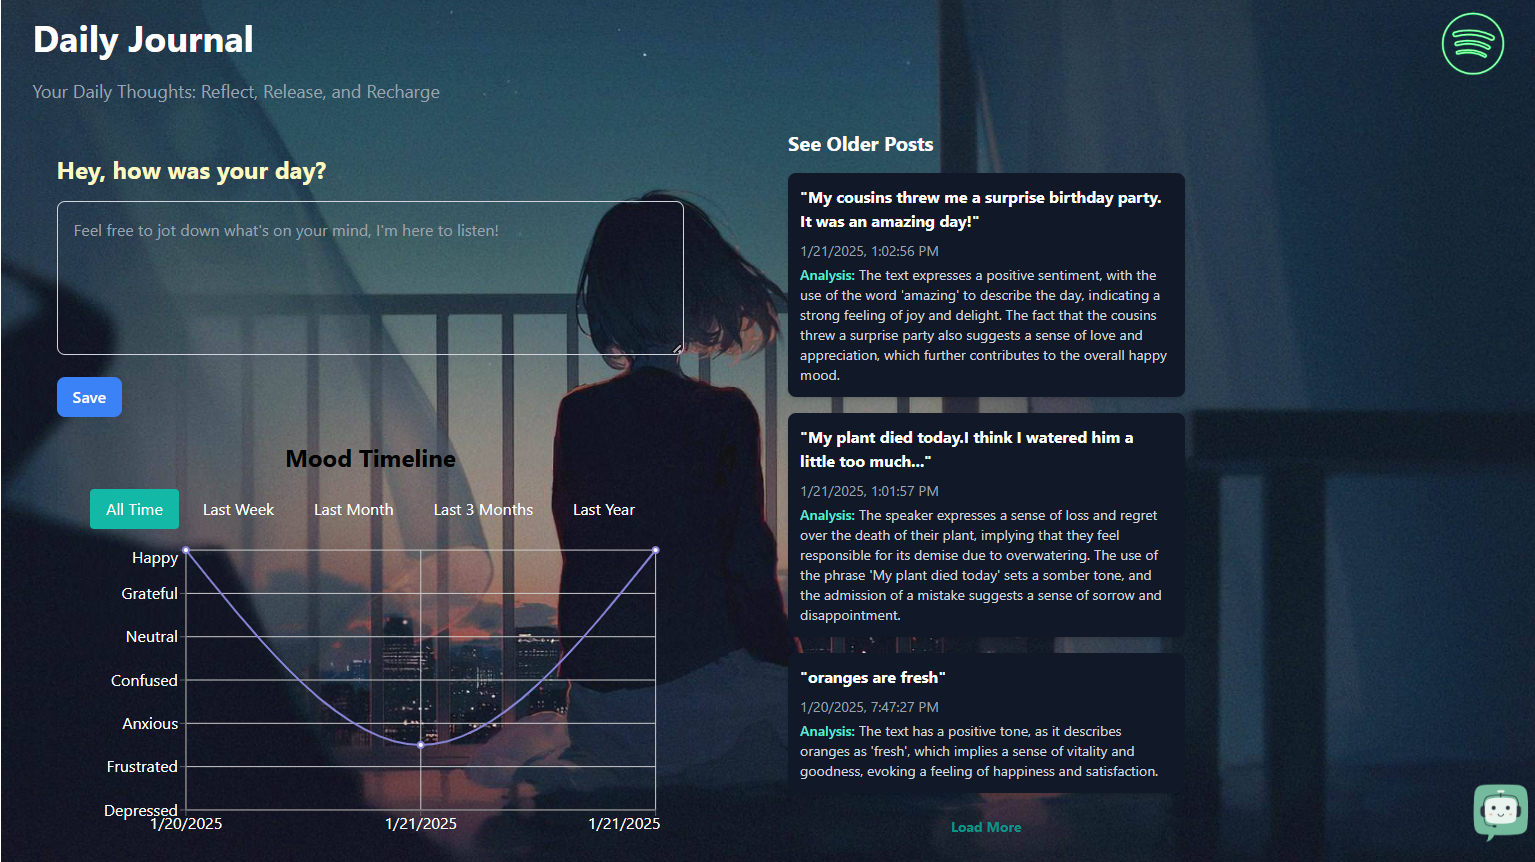 Daily Journal
Your Daily Thoughts: Reflect, Release, and Recharge
Hey, how was your day?
Feel free to jot down what's on your mind, I'm here to listen!
Save
Mood Timeline
All Time
Last Week
Last Month
Last 3 Months
Last Year
Happy
Grateful
Neutral
Confused
Anxious
Frustrated
Depressed
1/20/2025
1/21/2025
1/21/2025
See Older Posts
"My cousins threw me a surprise birthday party.
It was an amazing day!"
1/21/2025, 1:02:56 PM
Analysis: The text expresses a positive sentiment, with the
use of the word 'amazing' to describe the day, indicating a
strong feeling of joy and delight. The fact that the cousins
threw a surprise party also suggests a sense of love and
appreciation, which further contributes to the overall happy
mood.
"My plant died today.I think I watered him a
little too much..."
1/21/2025, 1:01:57 PM
Analysis: The speaker expresses a sense of loss and regret
over the death of their plant, implying that they feel
responsible for its demise due to overwatering. The use of
the phrase 'My plant died today' sets a somber tone, and
the admission of a mistake suggests a sense of sorrow and
disappointment.
"oranges are fresh"
1/20/2025, 7:47:27 PM
Analysis: The text has a positive tone, as it describes
oranges as 'fresh', which implies a sense of vitality and
goodness, evoking a feeling of happiness and satisfaction.
Load More